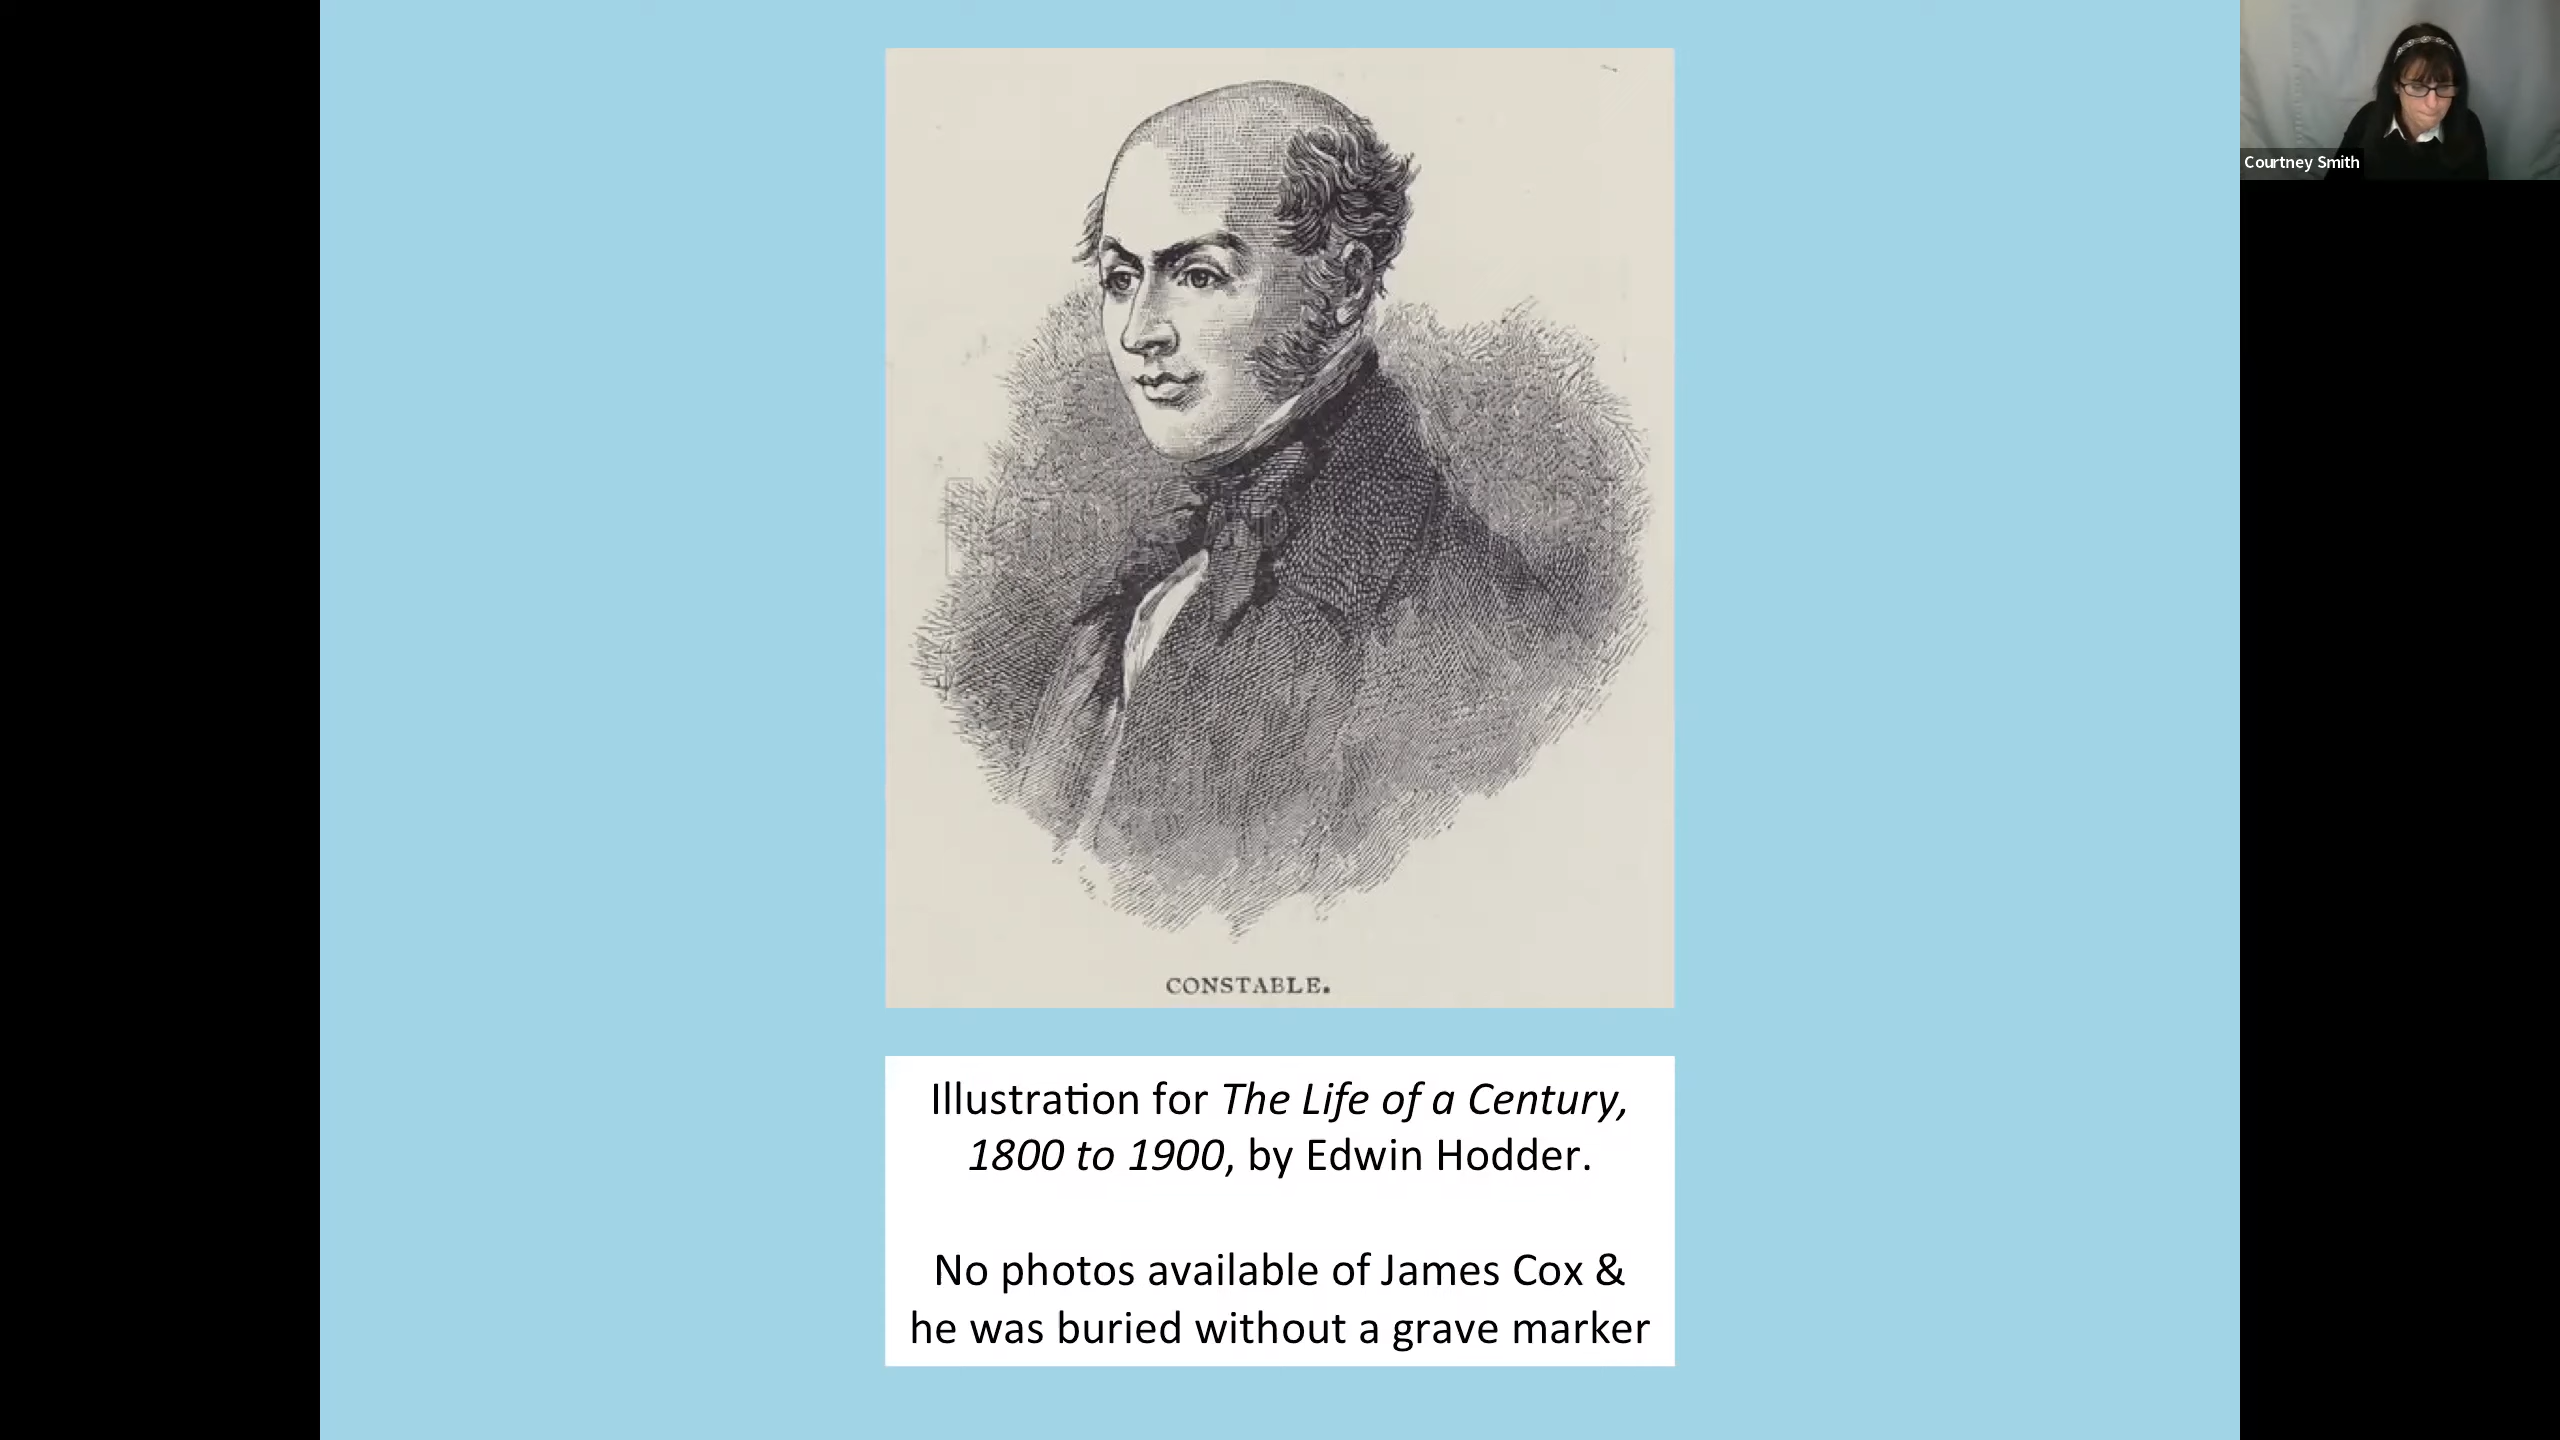 Courtney Smith
CONSTABLE.
Illustration for The Life of a Century,
1800 to 1900, by Edwin Hodder.
No photos available of James Cox &
he was buried without a grave marker